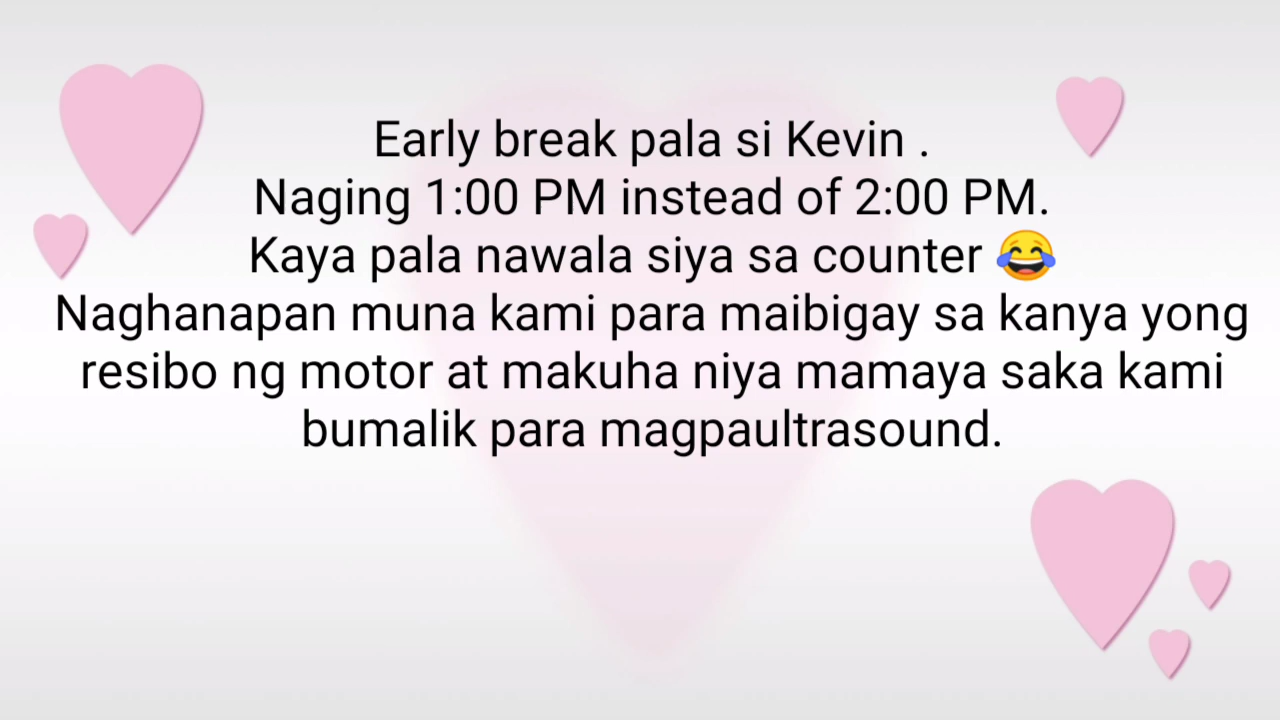 Early break pala si Kevin .
Naging 1:00 PM instead of 2:00 PM.
Kaya pala nawala siya sa counter 😂
Naghanapan muna kami para maibigay sa kanya yong
resibo ng motor at makuha niya mamaya saka kami
bumalik para magpaultrasound.